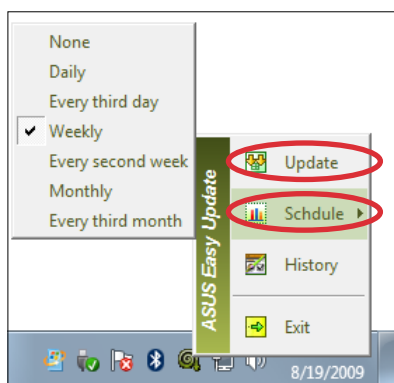 None
Daily
Every third day
Weekly
Every second week
Monthly
Every third month
ASUS Easy Update
Update
Schdule
History
Exit
8/19/2009